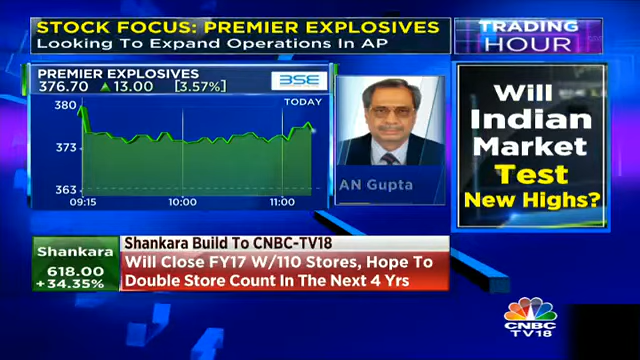 STOCK FOCUS: PREMIER EXPLOSIVES
Looking To Expand Operations In AP
TRADING
HOUR
PREMIER EXPLOSIVES
376.70 ▲ 13.00 [3.57%]
BSE
TODAY
380
373
363
09:15 10:00 11:00
AN Gupta
Will
Indian
Market
Test
New Highs?
Shankara
618.00
+34.35%
Shankara Build To CNBC-TV18
Will Close FY17 W/110 Stores, Hope To
Double Store Count In The Next 4 Yrs
CNBC
TV18